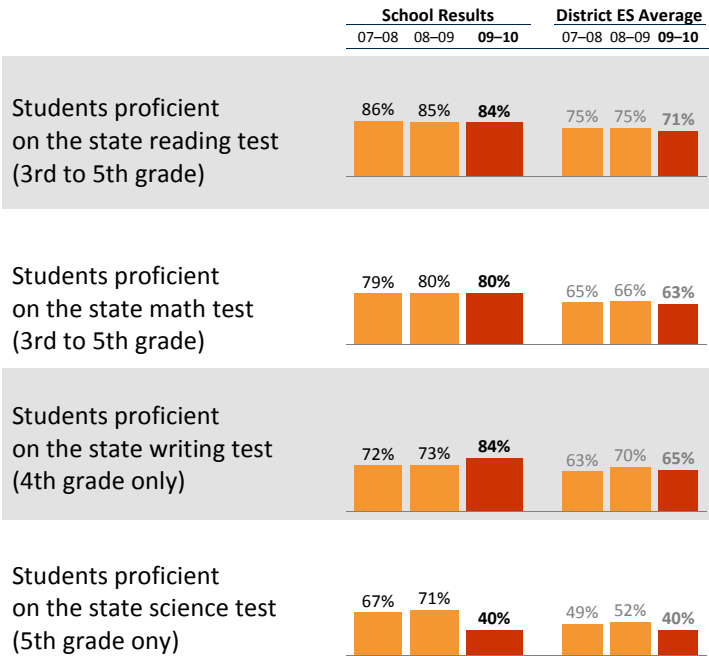 School Results District ES Average
07–08 08–09 09–10 07–08 08–09 09–10
Students proficient
on the state reading test
(3rd to 5th grade)
86% 85% 84% 75% 75% 71%
Students proficient
on the state math test
(3rd to 5th grade)
79% 80% 80% 65% 66% 63%
Students proficient
on the state writing test
(4th grade only)
72% 73% 84% 63% 70% 65%
Students proficient
on the state science test
(5th grade ony)
67% 71% 40% 49% 52% 40%